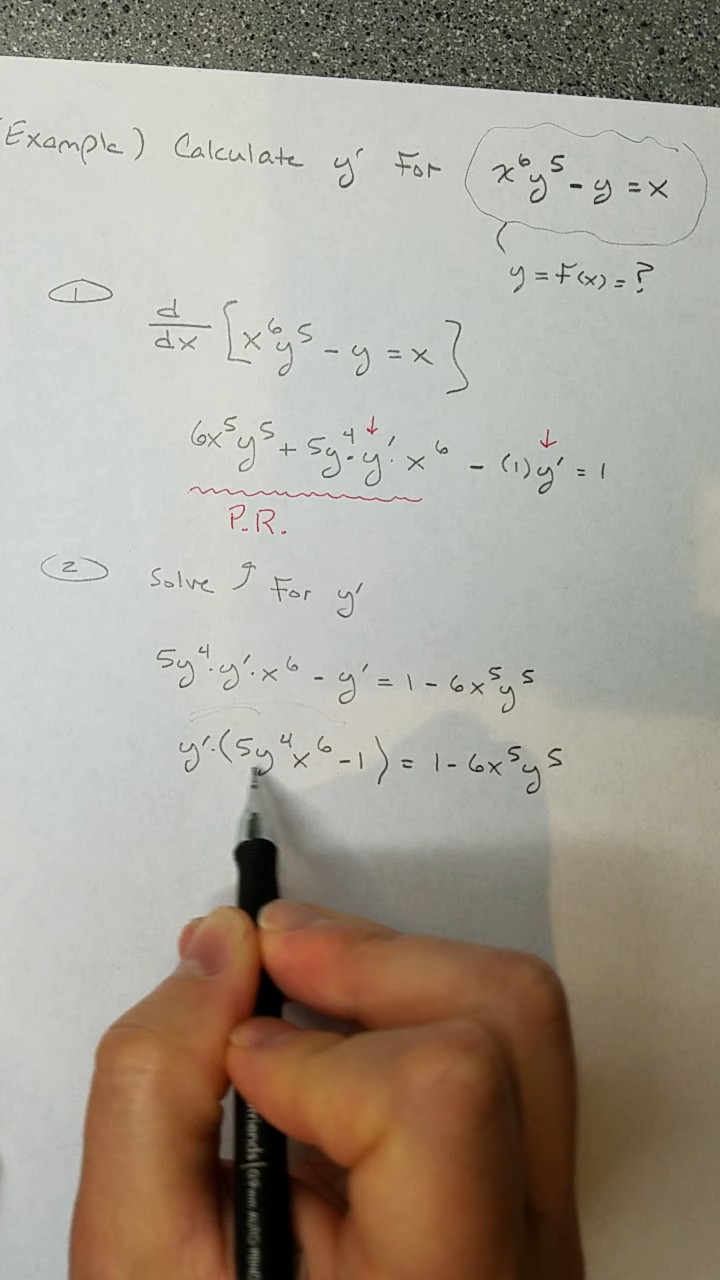 (Example) Calculate y' For x⁶y⁵ - y = x
y = F(x) = ?
① d/dx [x⁶y⁵ - y = x]
6x⁵y⁵ + 5y⁴·y'·x⁶ - (1)y' = 1
P.R.
② Solve ↑ For y'
5y⁴·y'·x⁶ - y' = 1 - 6x⁵y⁵
y'·(5y⁴x⁶ - 1) = 1 - 6x⁵y⁵